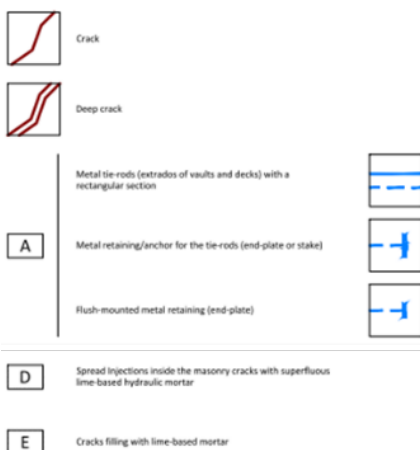 Crack
Deep crack
Metal tie-rods (extrados of vaults and decks) with a
rectangular section
A
Metal retaining/anchor for the tie-rods (end-plate or stake)
Flush-mounted metal retaining (end-plate)
D
Spread Injections inside the masonry cracks with superfluous
lime-based hydraulic mortar
E
Cracks filling with lime-based mortar